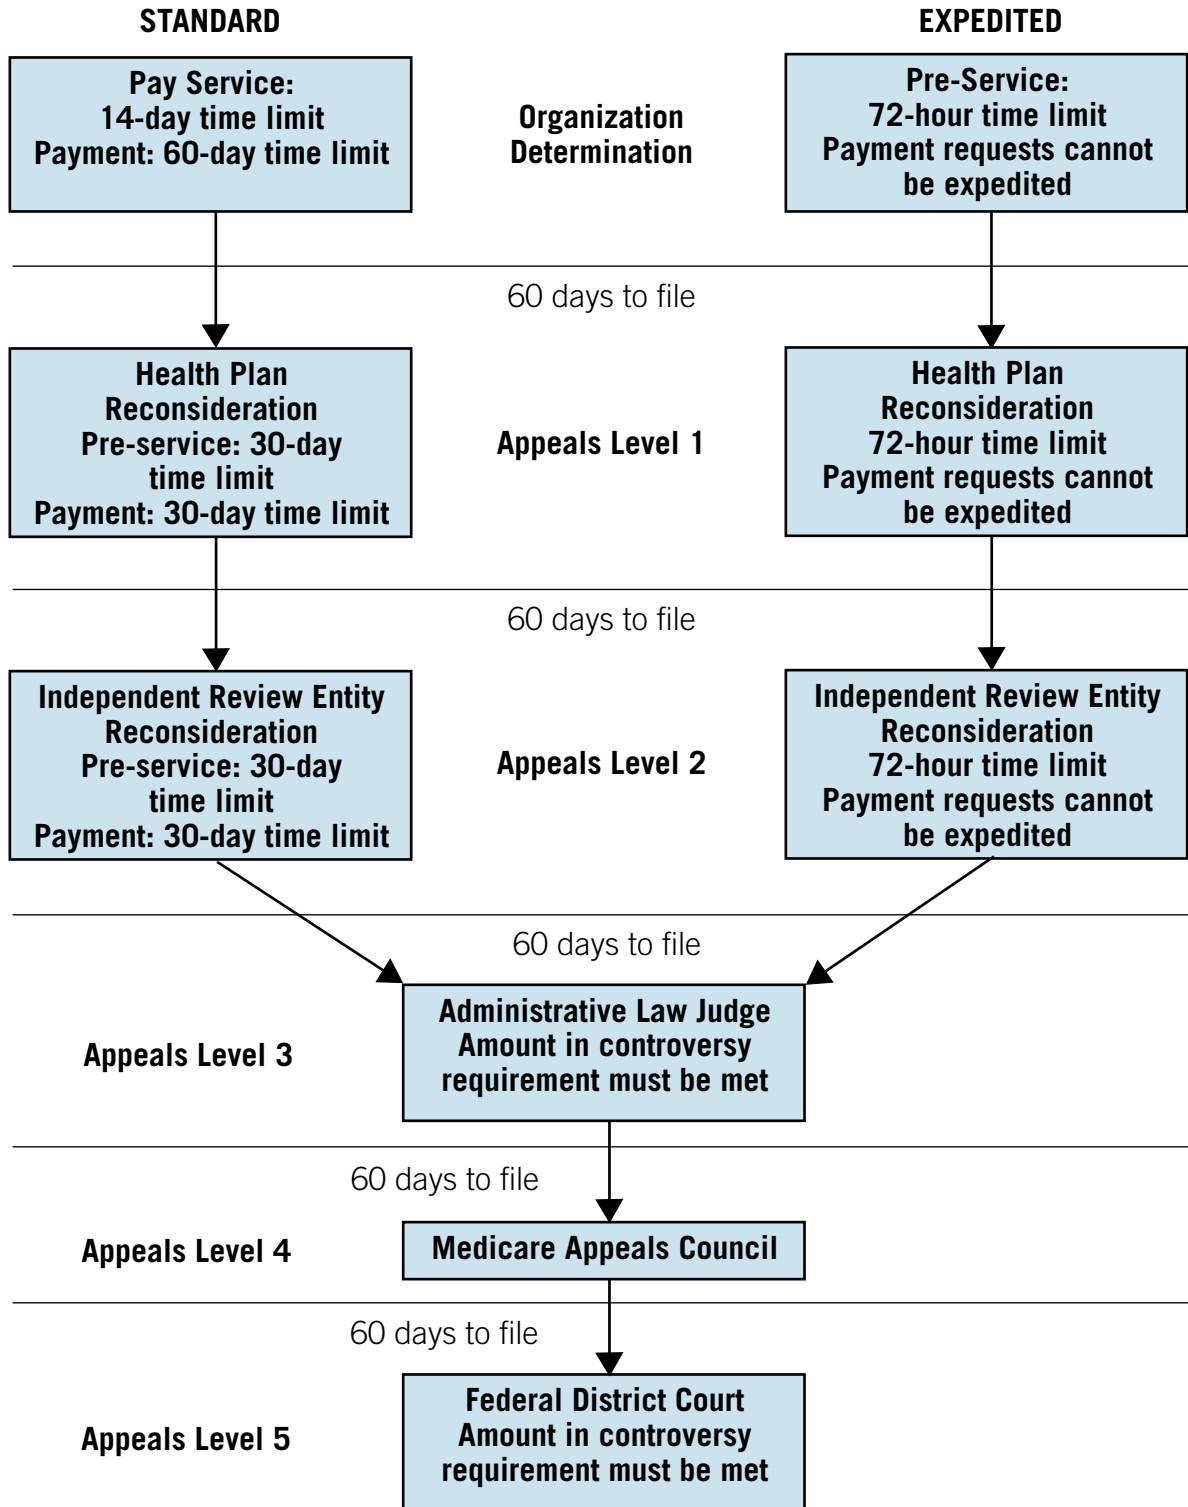 STANDARD
EXPEDITED
Pay Service:
14-day time limit
Payment: 60-day time limit
Organization
Determination
Pre-Service:
72-hour time limit
Payment requests cannot
be expedited
60 days to file
Health Plan
Reconsideration
Pre-service: 30-day
time limit
Payment: 30-day time limit
Appeals Level 1
Health Plan
Reconsideration
72-hour time limit
Payment requests cannot
be expedited
60 days to file
Independent Review Entity
Reconsideration
Pre-service: 30-day
time limit
Payment: 30-day time limit
Appeals Level 2
Independent Review Entity
Reconsideration
72-hour time limit
Payment requests cannot
be expedited
60 days to file
Appeals Level 3
Administrative Law Judge
Amount in controversy
requirement must be met
60 days to file
Appeals Level 4
Medicare Appeals Council
60 days to file
Appeals Level 5
Federal District Court
Amount in controversy
requirement must be met